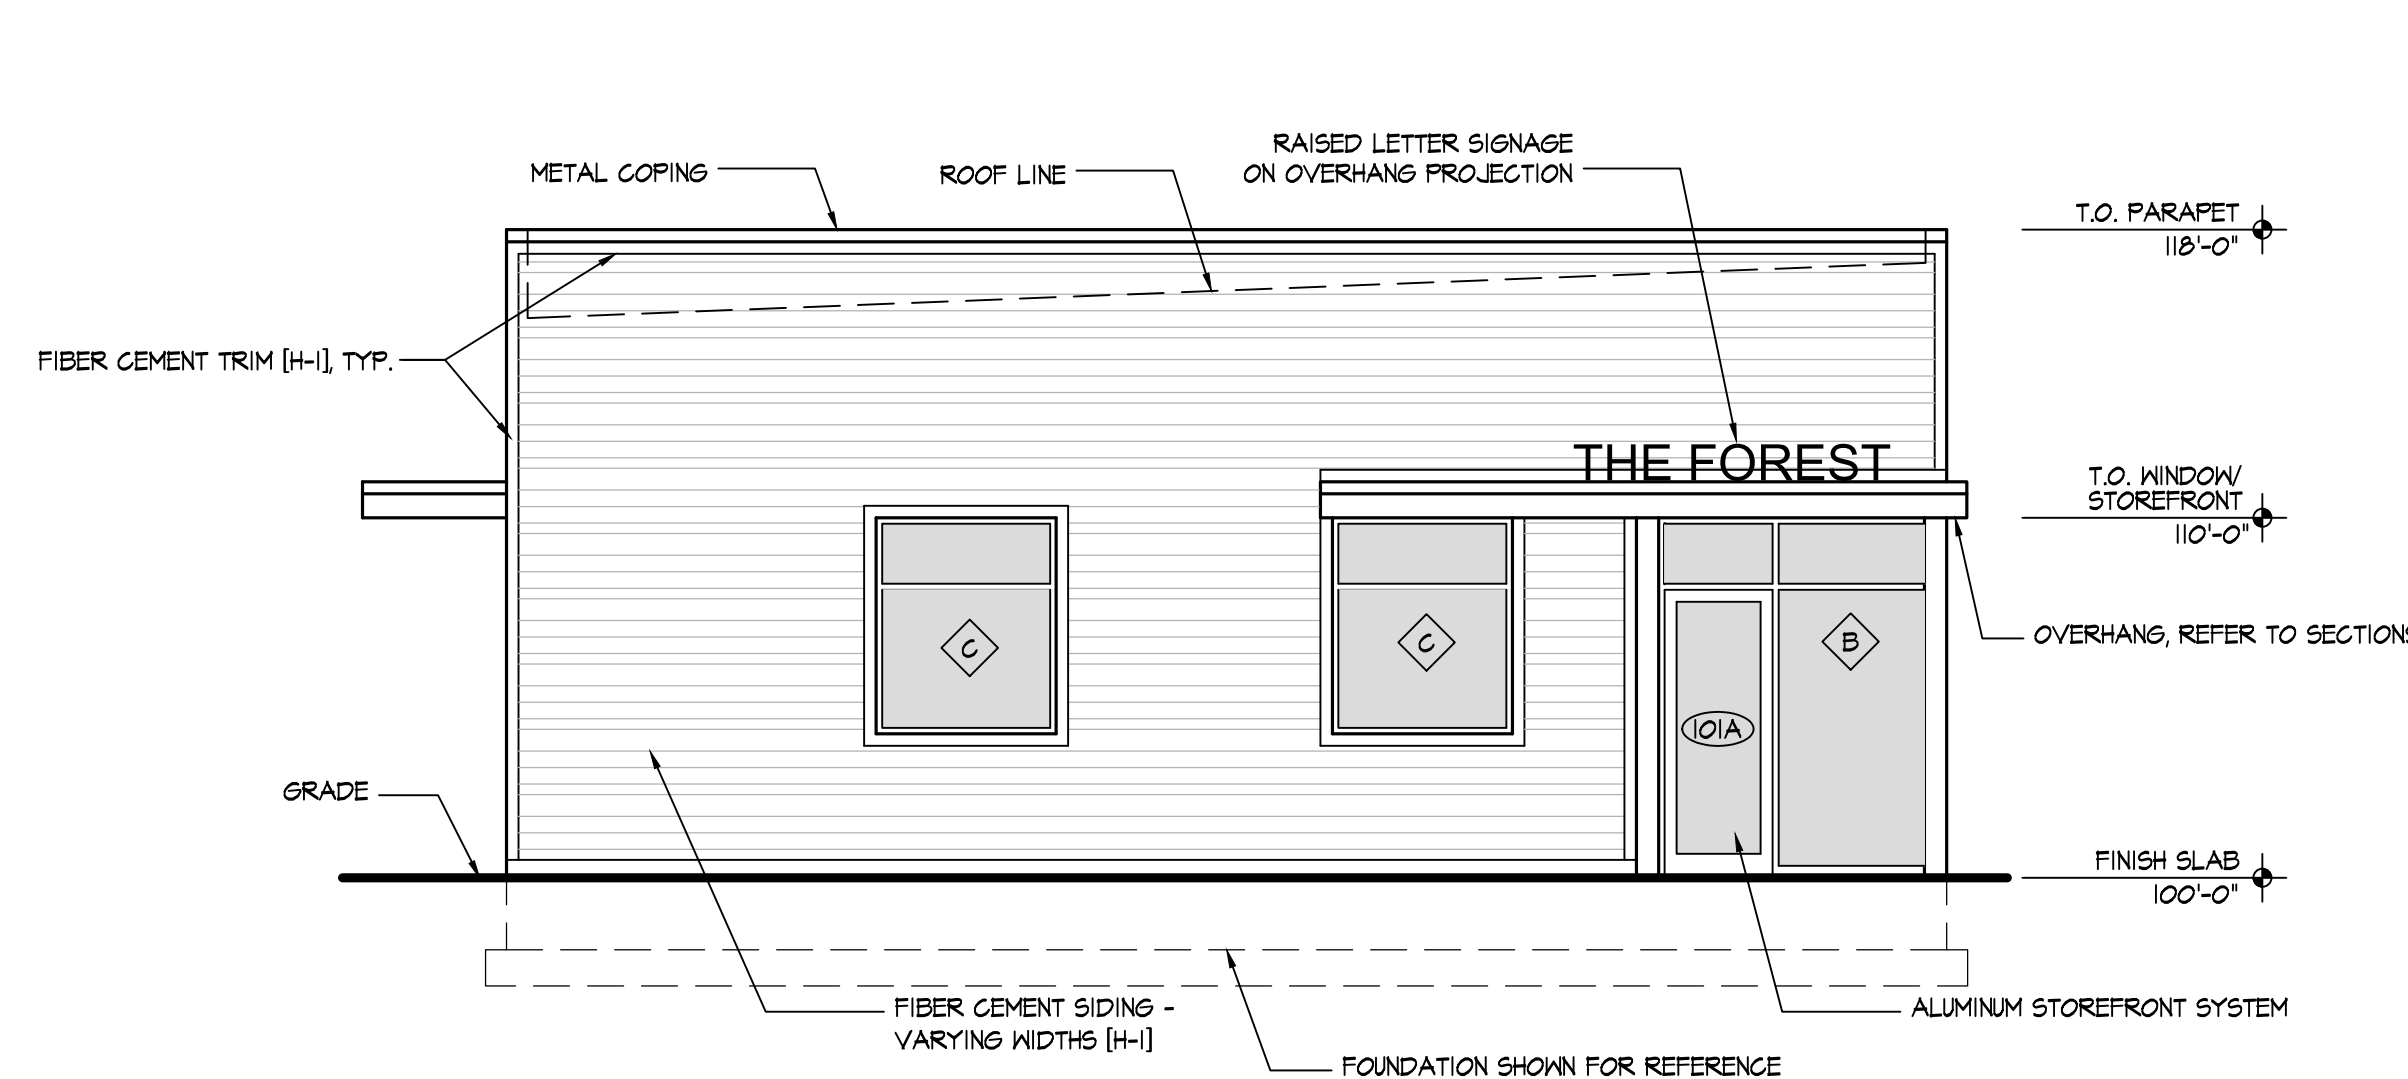 RAISED LETTER SIGNAGE
ON OVERHANG PROJECTION
METAL COPING
ROOF LINE
T.O. PARAPET
118'-0"
FIBER CEMENT TRIM [H-1], TYP.
THE FOREST
T.O. WINDOW/
STOREFRONT
110'-0"
C
C
B
OVERHANG, REFER TO SECTIONS
101A
GRADE
FINISH SLAB
100'-0"
FIBER CEMENT SIDING -
VARYING WIDTHS [H-1]
ALUMINUM STOREFRONT SYSTEM
FOUNDATION SHOWN FOR REFERENCE